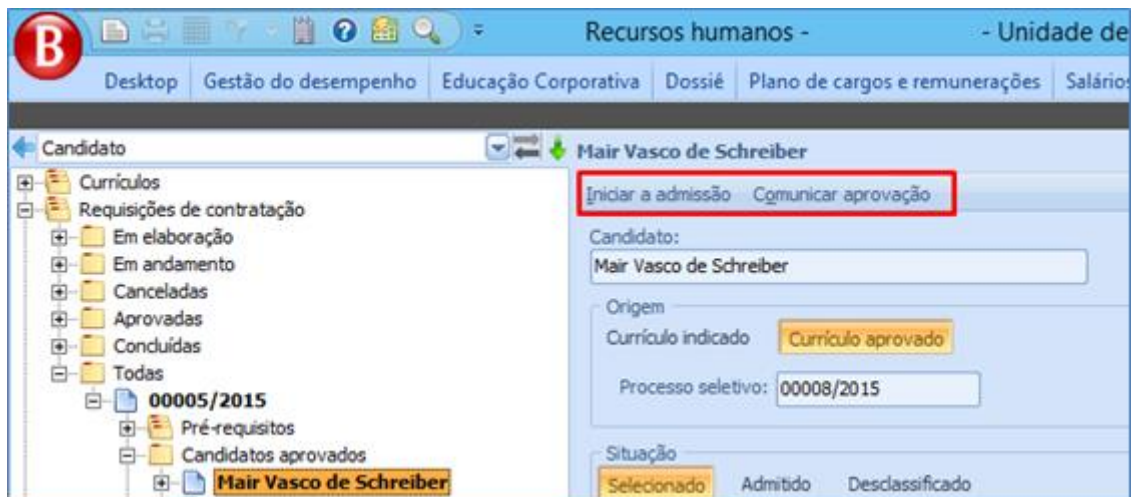 B
Recursos humanos - - Unidade de
Desktop Gestão do desempenho Educação Corporativa Dossié Plano de cargos e remunerações Salários
Candidato
Currículos
Requisições de contratação
Em elaboração
Em andamento
Canceladas
Aprovadas
Concluídas
Todas
00005/2015
Pré-requisitos
Candidatos aprovados
Mair Vasco de Schreiber
Mair Vasco de Schreiber
Iniciar a admissão Comunicar aprovação
Candidato:
Mair Vasco de Schreiber
Origem
Currículo indicado Currículo aprovado
Processo seletivo: 00008/2015
Situação
Selecionado Admitido Desclassificado